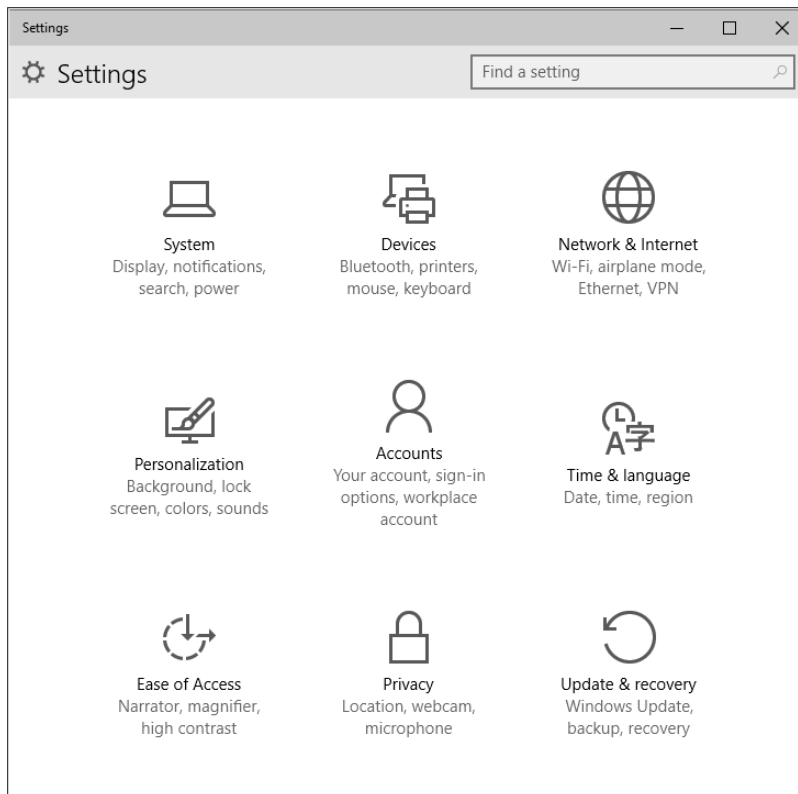 Settings
Settings
Find a setting
System
Display, notifications,
search, power
Devices
Bluetooth, printers,
mouse, keyboard
Network & Internet
Wi-Fi, airplane mode,
Ethernet, VPN
Personalization
Background, lock
screen, colors, sounds
Accounts
Your account, sign-in
options, workplace
account
A字
Time & language
Date, time, region
Ease of Access
Narrator, magnifier,
high contrast
Privacy
Location, webcam,
microphone
Update & recovery
Windows Update,
backup, recovery